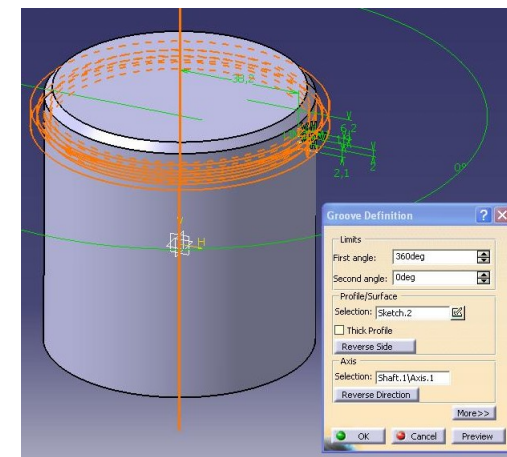 38,2
6,2
2,1
2
0°
V
H
Groove Definition
Limits
First angle: 360deg
Second angle: 0deg
Profile/Surface
Selection: Sketch.2
Thick Profile
Reverse Side
Axis
Selection: Shaft.1\Axis.1
Reverse Direction
More>>
OK Cancel Preview